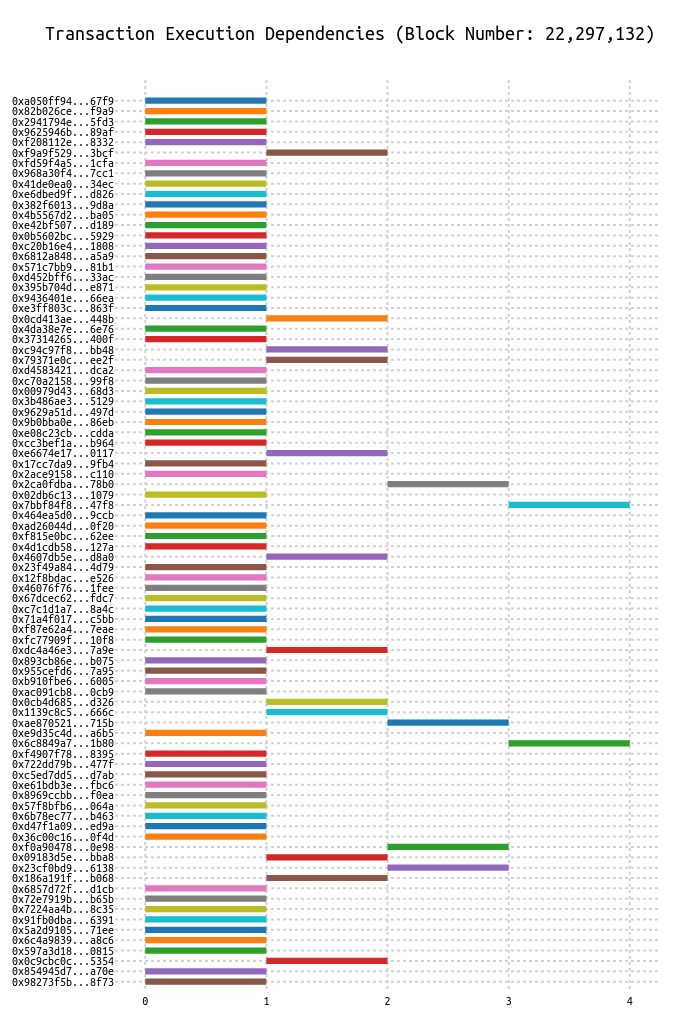 Transaction Execution Dependencies (Block Number: 22,297,132)
0xa050ff94...67f9
0x82b026ce...f9a9
0x2941794e...5fd3
0x9625946b...89af
0xf208112e...8332
0xf9a9f529...3bcf
0xfd59f4a5...1cfa
0x968a30f4...7cc1
0x41de0ea0...34ec
0xe6dbed9f...d826
0x382f6013...9d8a
0x4b5567d2...ba05
0xe42bf507...d189
0x0b5602bc...5929
0xc20b16e4...1808
0x6812a848...a5a9
0x571c7bb9...81b1
0xd452bff6...33ac
0x395b704d...e871
0x9436401e...66ea
0xe3ff803c...863f
0x0cd413ae...448b
0x4da38e7e...6e76
0x37314265...400f
0xc94c97f8...bb48
0x79371e0c...ee2f
0xd4583421...dca2
0xc70a2158...99f8
0x00979d43...68d3
0x3b486ae3...5129
0x9629a51d...497d
0x9b0bba0e...86eb
0xe08c23cb...cdda
0xcc3bef1a...b964
0xe6674e17...0117
0x17cc7da9...9fb4
0x2ace9158...c110
0x2ca0fdba...78b0
0x02db6c13...1079
0x7bbf84f8...47f8
0x464ea5d0...9ccb
0xad26044d...0f20
0xf815e0bc...62ee
0x4d1cdb58...127a
0x4607db5e...d8a0
0x23f49a84...4d79
0x12f8bdac...e526
0x46076f76...1fee
0x67dcec62...fdc7
0xc7c1d1a7...8a4c
0x71a4f017...c5bb
0xf87e62a4...7eae
0xfc77909f...10f8
0xdc4a46e3...7a9e
0x893cb86e...b075
0x955cefd6...7a95
0xb910fbe6...6005
0xac091cb8...0cb9
0x0cb4d685...d326
0x1139c8c5...666c
0xae870521...715b
0xe9d35c4d...a6b5
0x6c8849a7...1b80
0xf4907f78...8395
0x722dd79b...477f
0xc5ed7dd5...d7ab
0xe61bdb3e...fbc6
0x8969ccbb...f0ea
0x57f8bfb6...064a
0x6b78ec77...b463
0xd47f1a09...ed9a
0x36c00c16...0f4d
0xf0a90478...0e98
0x09183d5e...bba8
0x23cf0bd9...6138
0x186a191f...b068
0x6857d72f...d1cb
0x72e7919b...b65b
0x7224aa4b...8c35
0x91fb0dba...6391
0x5a2d9105...71ee
0x6c4a9839...a8c6
0x597a3d18...0815
0x0c9cbc0c...5354
0x854945d7...a70e
0x98273f5b...8f73
0 1 2 3 4